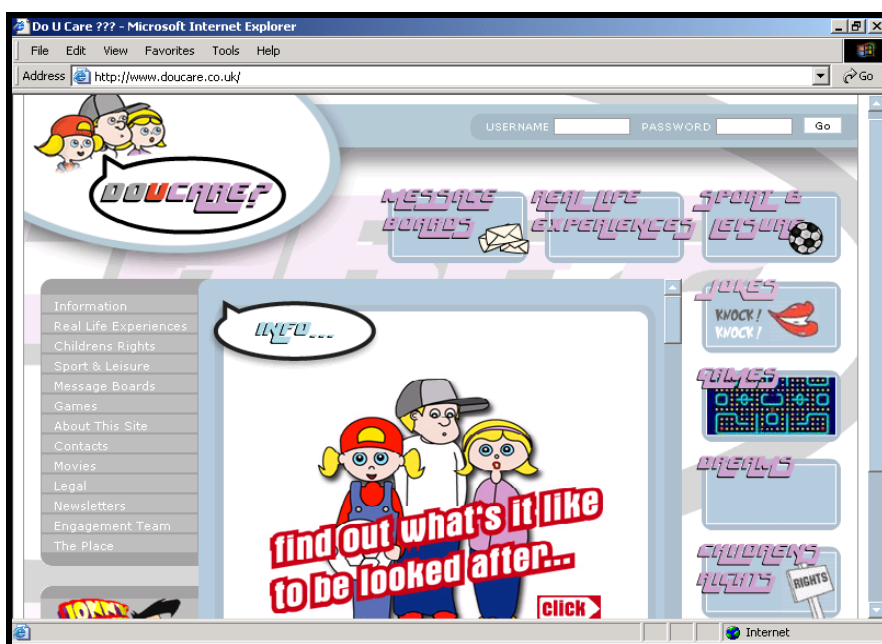 Do U Care ??? - Microsoft Internet Explorer
File Edit View Favorites Tools Help
Address http://www.doucare.co.uk/ Go
USERNAME PASSWORD Go
DOUCARE?
MESSAGE BOARDS
REAL LIFE EXPERIENCES
SPORT & LEISURE
JOKES
KNOCK!
KNOCK!
GAMES
DREAMS
CHILDRENS RIGHTS
RIGHTS
Information
Real Life Experiences
Childrens Rights
Sport & Leisure
Message Boards
Games
About This Site
Contacts
Movies
Legal
Newsletters
Engagement Team
The Place
INFO...
find out what's it like
to be looked after...
click
Internet